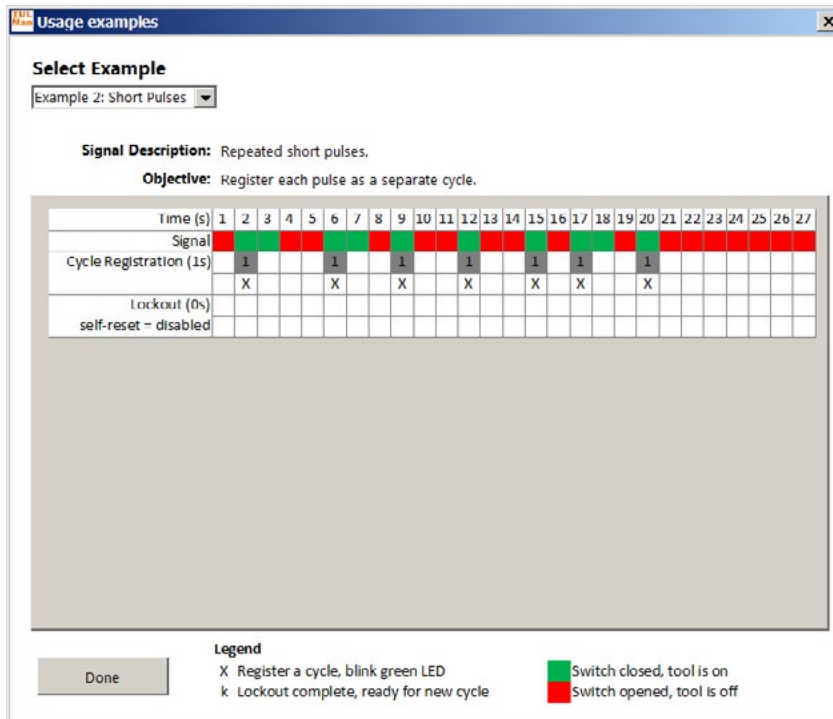 TUL
Man Usage examples X
Select Example
Example 2: Short Pulses
Signal Description: Repeated short pulses.
Objective: Register each pulse as a separate cycle.
Time (s) 1 2 3 4 5 6 7 8 9 10 11 12 13 14 15 16 17 18 19 20 21 22 23 24 25 26 27
Signal
Cycle Registration (1s) 1 1 1 1 1 1 1
X X X X X X X
Lockout (0s)
self-reset = disabled
Legend
X Register a cycle, blink green LED
k Lockout complete, ready for new cycle
Switch closed, tool is on
Switch opened, tool is off
Done